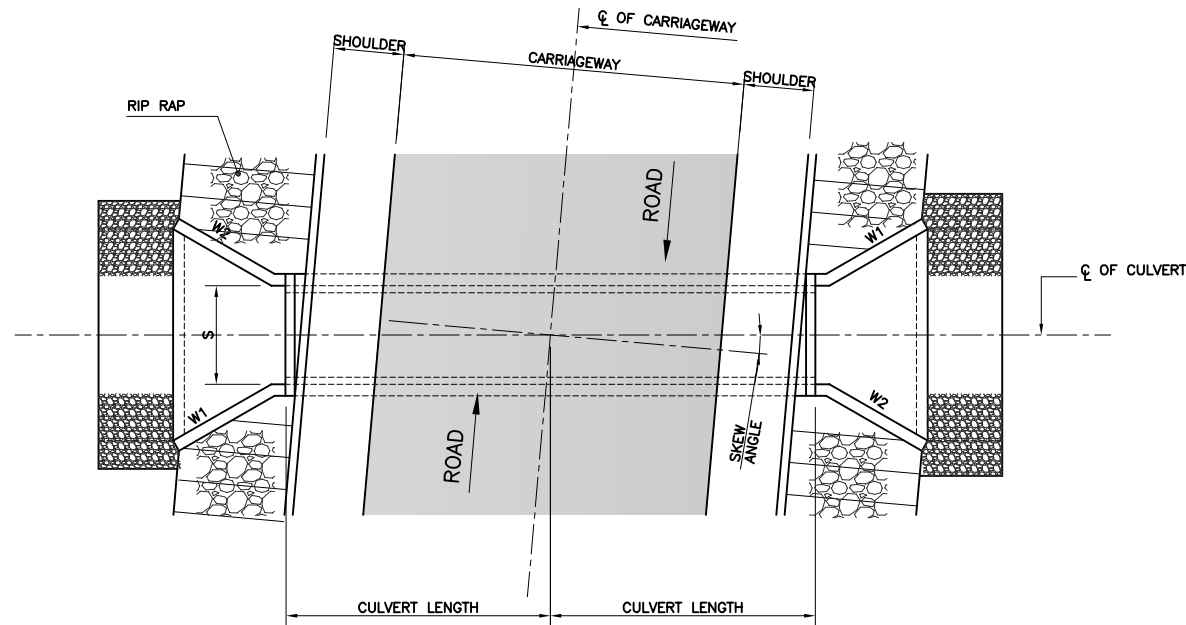 ℄ OF CARRIAGEWAY
SHOULDER
CARRIAGEWAY
SHOULDER
RIP RAP
ROAD
W2
W1
℄ OF CULVERT
S
W1
W2
ROAD
SKEW
ANGLE
CULVERT LENGTH
CULVERT LENGTH